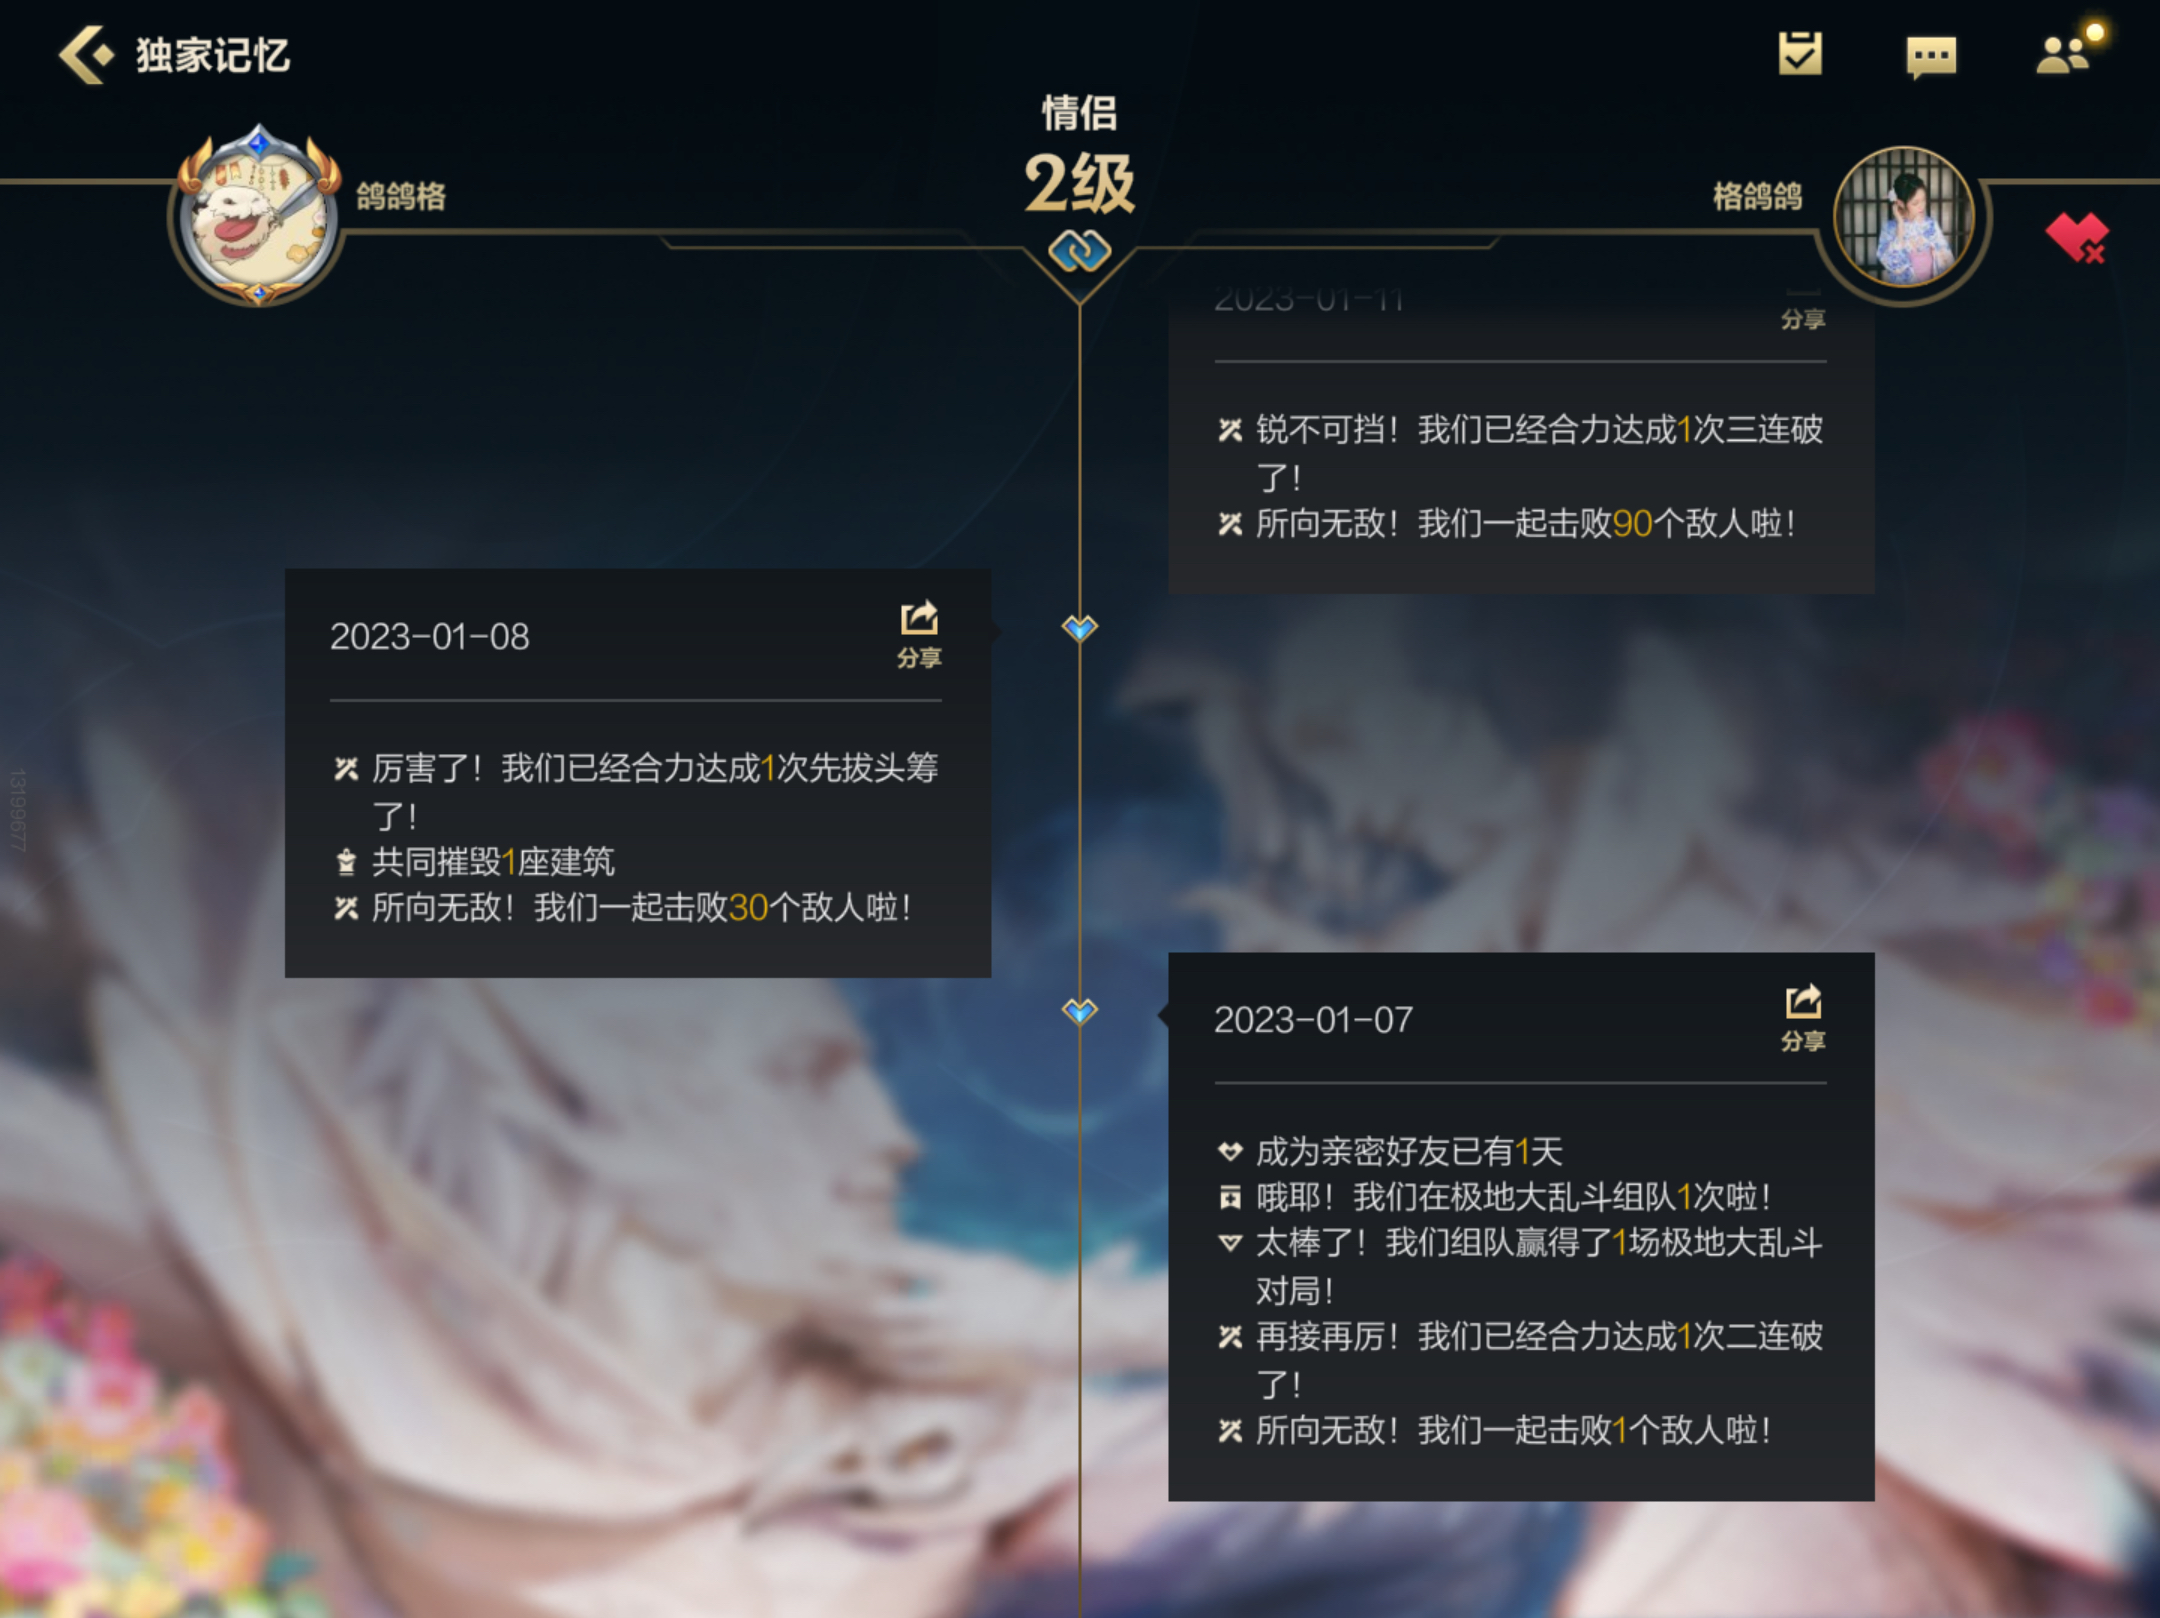 独家记忆
情侣
2级
鸽鸽格
格鸽鸽
2023-01-11
分享
锐不可挡！我们已经合力达成1次三连破
了！
所向无敌！我们一起击败90个敌人啦！
2023-01-08
分享
厉害了！我们已经合力达成1次先拔头筹
了！
共同摧毁1座建筑
所向无敌！我们一起击败30个敌人啦！
2023-01-07
分享
成为亲密好友已有1天
哦耶！我们在极地大乱斗组队1次啦！
太棒了！我们组队赢得了1场极地大乱斗
对局！
再接再厉！我们已经合力达成1次二连破
了！
所向无敌！我们一起击败1个敌人啦！
13199677